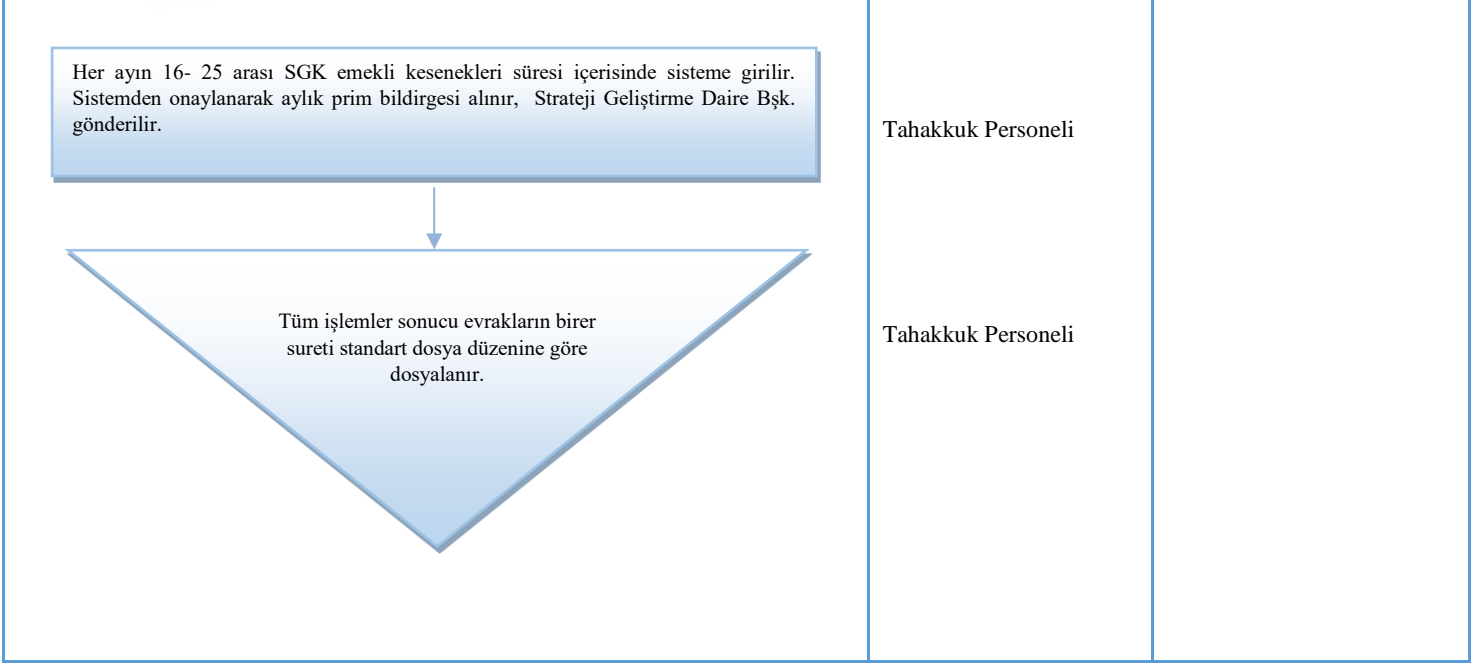 Her ayın 16- 25 arası SGK emekli kesenekleri süresi içerisinde sisteme girilir.
Sistemden onaylanarak aylık prim bildirgesi alınır, Strateji Geliştirme Daire Bşk.
gönderilir.
Tahakkuk Personeli
Tüm işlemler sonucu evrakların birer
sureti standart dosya düzenine göre
dosyalanır.
Tahakkuk Personeli